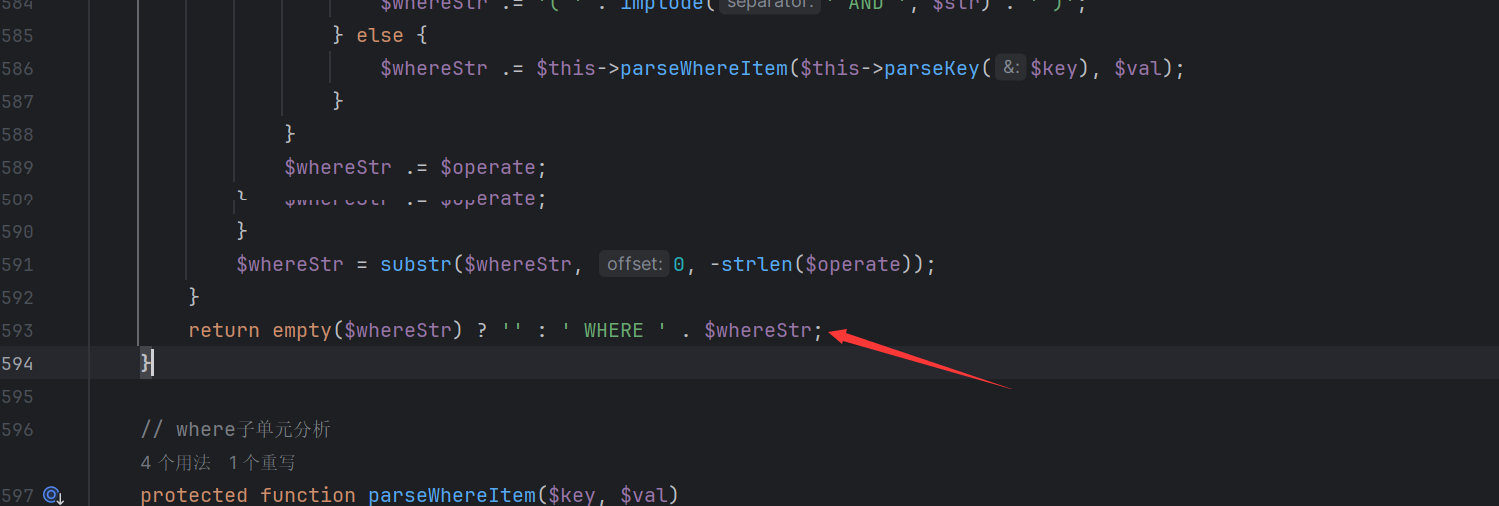 584 $whereStr .= '( ' . implode( separator: ' AND ', $str) . ' )';
585 } else {
586 $whereStr .= $this->parseWhereItem($this->parseKey( &: $key), $val);
587 }
588 }
589 $whereStr .= $operate;
589 } $whereStr .= $operate;
590 }
591 $whereStr = substr($whereStr, offset: 0, -strlen($operate));
592 }
593 return empty($whereStr) ? '' : ' WHERE ' . $whereStr;
594 }
595
596 // where子单元分析
4 个用法 1 个重写
597 protected function parseWhereItem($key, $val)